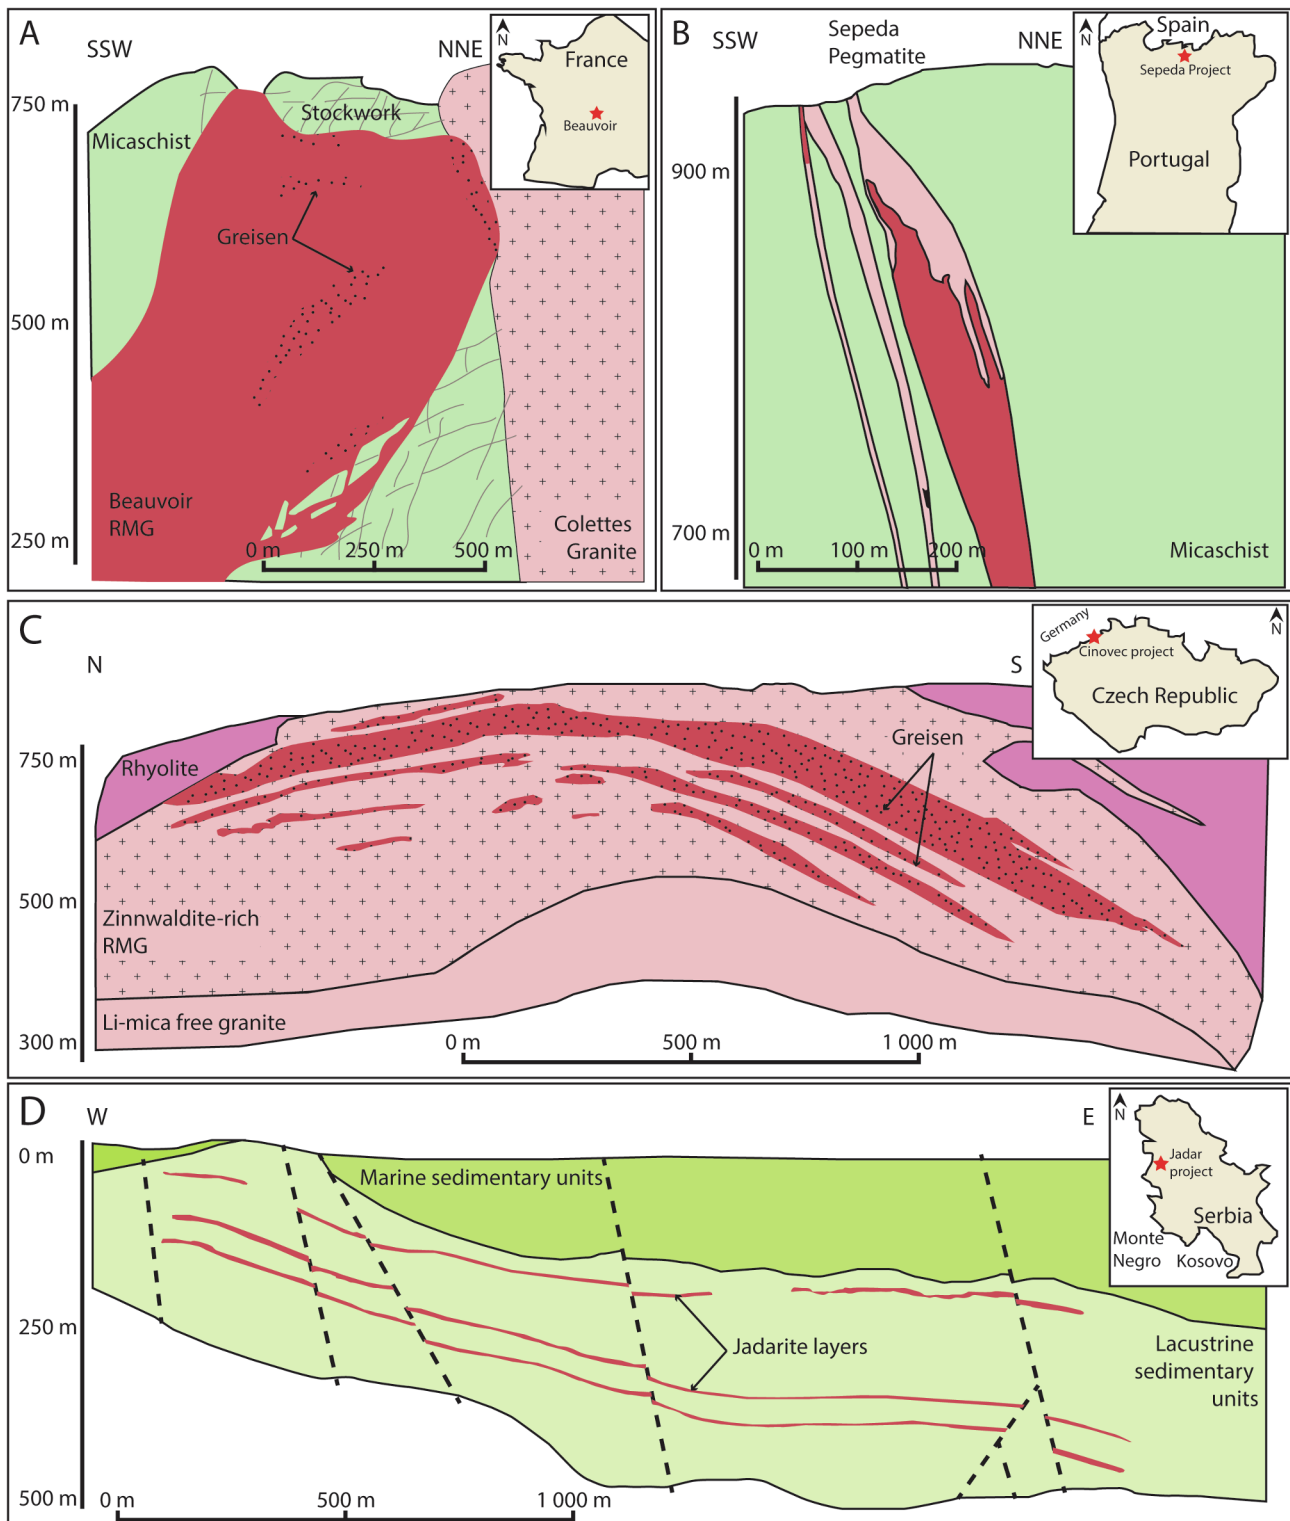 A
SSW
NNE
N
France
Beauvoir
750 m
500 m
250 m
Micaschist
Stockwork
Greisen
Beauvoir
RMG
Colettes
Granite
0 m
250 m
500 m
B
SSW
Sepeda
Pegmatite
NNE
N
Spain
Sepeda Project
Portugal
900 m
700 m
0 m
100 m
200 m
Micaschist
C
N
S
Germany
N
Cinovec project
Czech Republic
Rhyolite
Greisen
750 m
500 m
300 m
Zinnwaldite-rich
RMG
Li-mica free granite
0 m
500 m
1 000 m
D
W
E
N
Jadar
project
Serbia
Monte
Negro
Kosovo
0 m
250 m
500 m
Marine sedimentary units
Jadarite layers
Lacustrine
sedimentary
units
0 m
500 m
1 000 m